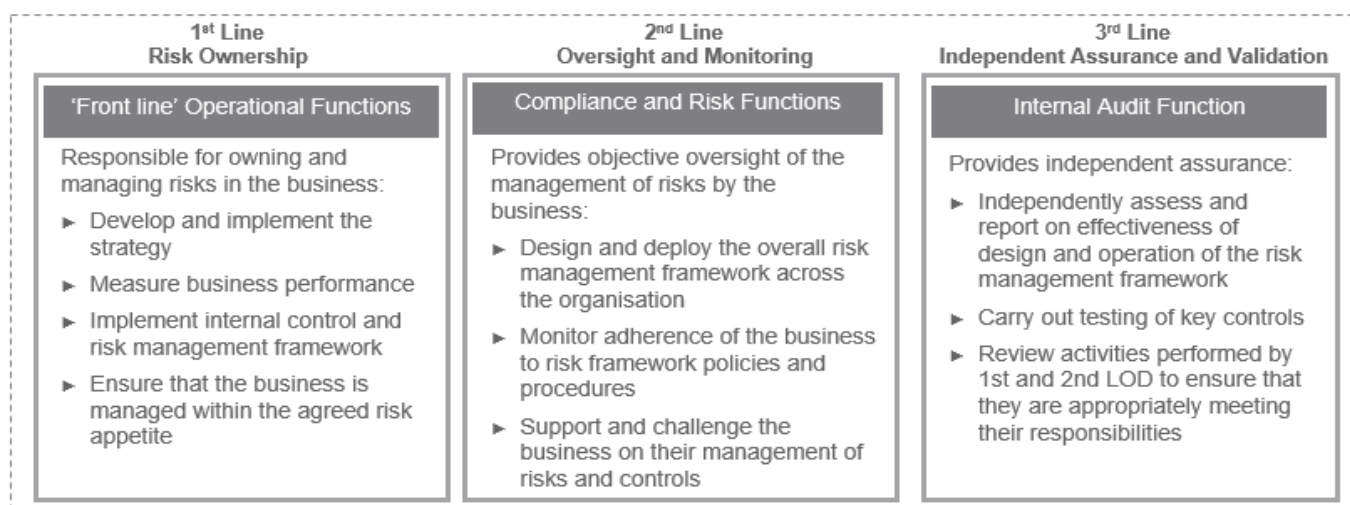 1st Line
Risk Ownership
'Front line' Operational Functions
Responsible for owning and
managing risks in the business:
► Develop and implement the
strategy
► Measure business performance
► Implement internal control and
risk management framework
► Ensure that the business is
managed within the agreed risk
appetite
2nd Line
Oversight and Monitoring
Compliance and Risk Functions
Provides objective oversight of the
management of risks by the
business:
► Design and deploy the overall risk
management framework across
the organisation
► Monitor adherence of the business
to risk framework policies and
procedures
► Support and challenge the
business on their management of
risks and controls
3rd Line
Independent Assurance and Validation
Internal Audit Function
Provides independent assurance:
► Independently assess and
report on effectiveness of
design and operation of the risk
management framework
► Carry out testing of key controls
► Review activities performed by
1st and 2nd LOD to ensure that
they are appropriately meeting
their responsibilities